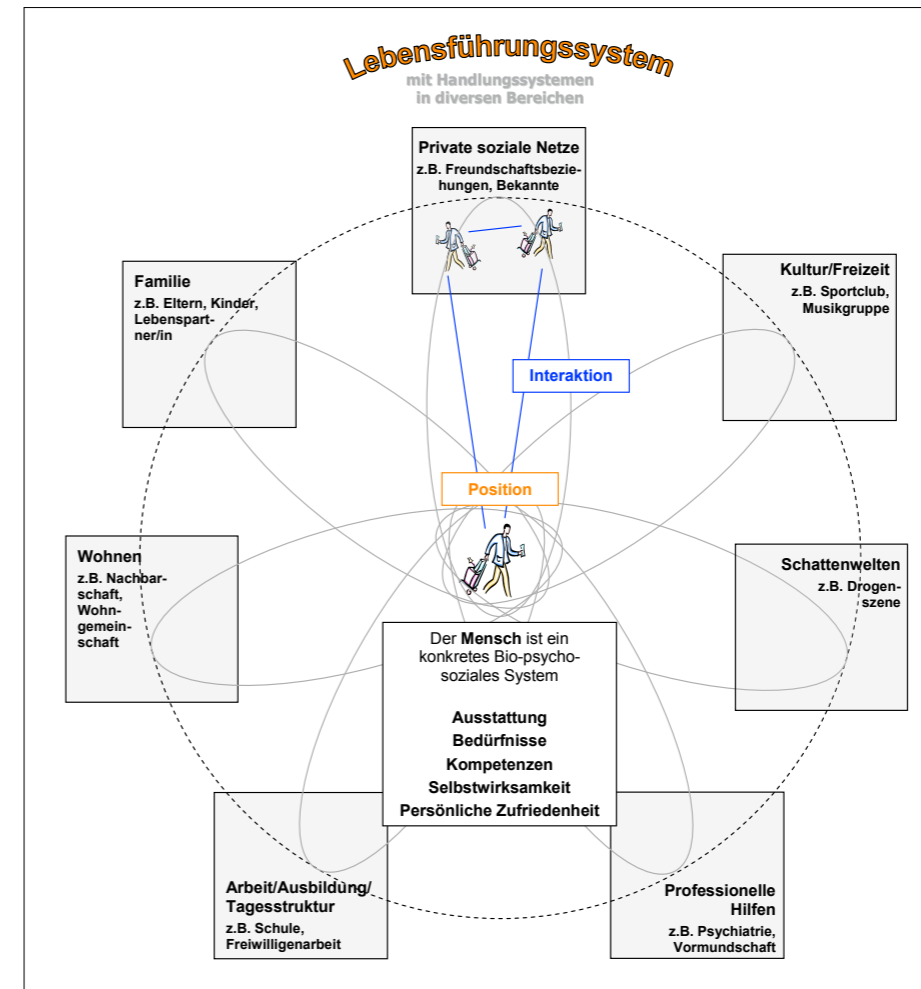 Lebensführungssystem
mit Handlungssystemen
in diversen Bereichen
Private soziale Netze
z.B. Freundschaftsbezie-
hungen, Bekannte
Familie
z.B. Eltern, Kinder,
Lebenspart-
ner/in
Kultur/Freizeit
z.B. Sportclub,
Musikgruppe
Interaktion
Position
Wohnen
z.B. Nachbar-
schaft,
Wohn-
gemein-
schaft
Schattenwelten
z.B. Drogen-
szene
Der Mensch ist ein
konkretes Bio-psycho-
soziales System
Ausstattung
Bedürfnisse
Kompetenzen
Selbstwirksamkeit
Persönliche Zufriedenheit
Arbeit/Ausbildung/
Tagesstruktur
z.B. Schule,
Freiwilligenarbeit
Professionelle
Hilfen
z.B. Psychiatrie,
Vormundschaft